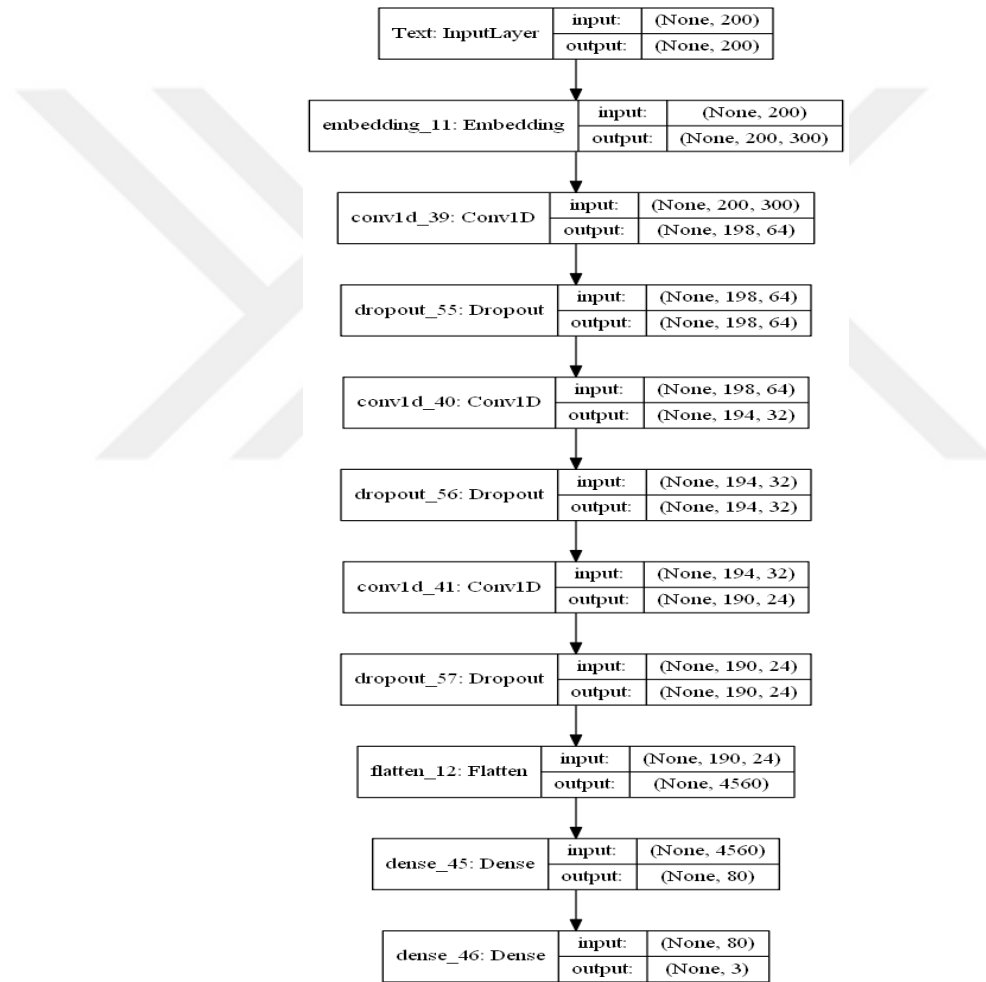 Text: InputLayer
input: (None, 200)
output: (None, 200)
embedding_11: Embedding
input: (None, 200)
output: (None, 200, 300)
conv1d_39: Conv1D
input: (None, 200, 300)
output: (None, 198, 64)
dropout_55: Dropout
input: (None, 198, 64)
output: (None, 198, 64)
conv1d_40: Conv1D
input: (None, 198, 64)
output: (None, 194, 32)
dropout_56: Dropout
input: (None, 194, 32)
output: (None, 194, 32)
conv1d_41: Conv1D
input: (None, 194, 32)
output: (None, 190, 24)
dropout_57: Dropout
input: (None, 190, 24)
output: (None, 190, 24)
flatten_12: Flatten
input: (None, 190, 24)
output: (None, 4560)
dense_45: Dense
input: (None, 4560)
output: (None, 80)
dense_46: Dense
input: (None, 80)
output: (None, 3)